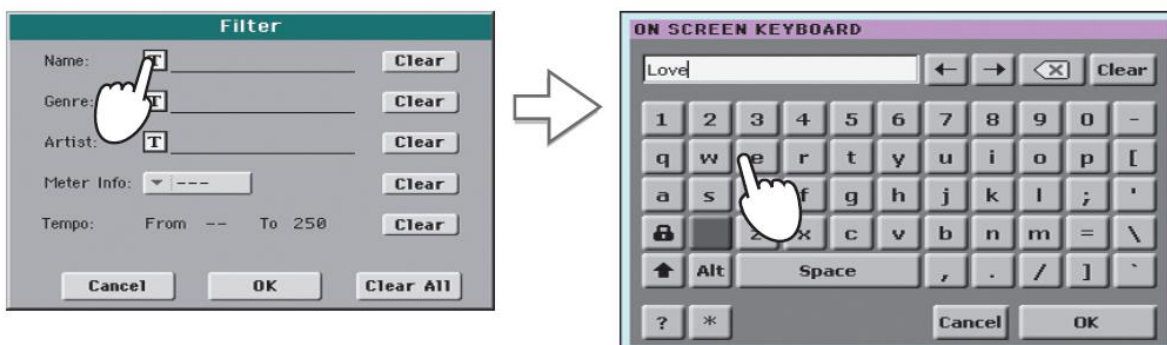 Filter
Name: T Clear
Genre: T Clear
Artist: T Clear
Meter Info: --- Clear
Tempo: From -- To 250 Clear
Cancel OK Clear All
ON SCREEN KEYBOARD
Love ← → Clear
1 2 3 4 5 6 7 8 9 0 -
q w e r t y u i o p [
a s f g h j k l ; '
z x c v b n m = \
Alt Space , . / ] `
? * Cancel OK